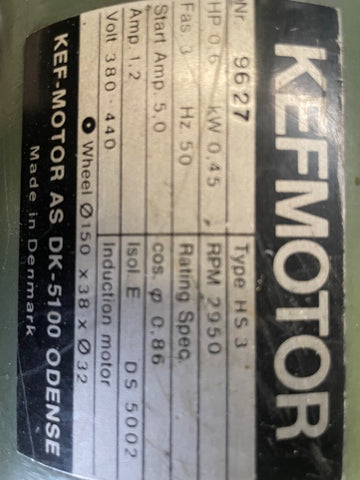 KEFMOTOR
Nr. 9627 Type HS 3
HP 0.6 kW 0,45 RPM 2950
Fas. 3 Hz 50 Rating Spec.
Start Amp. 5,0 cos. φ 0,86
Amp 1,2 Isol. E DS 5002
Volt 380-440 Induction motor
Wheel Ø150 x 38 x Ø32
KEF-MOTOR AS DK-5100 ODENSE
Made in Denmark